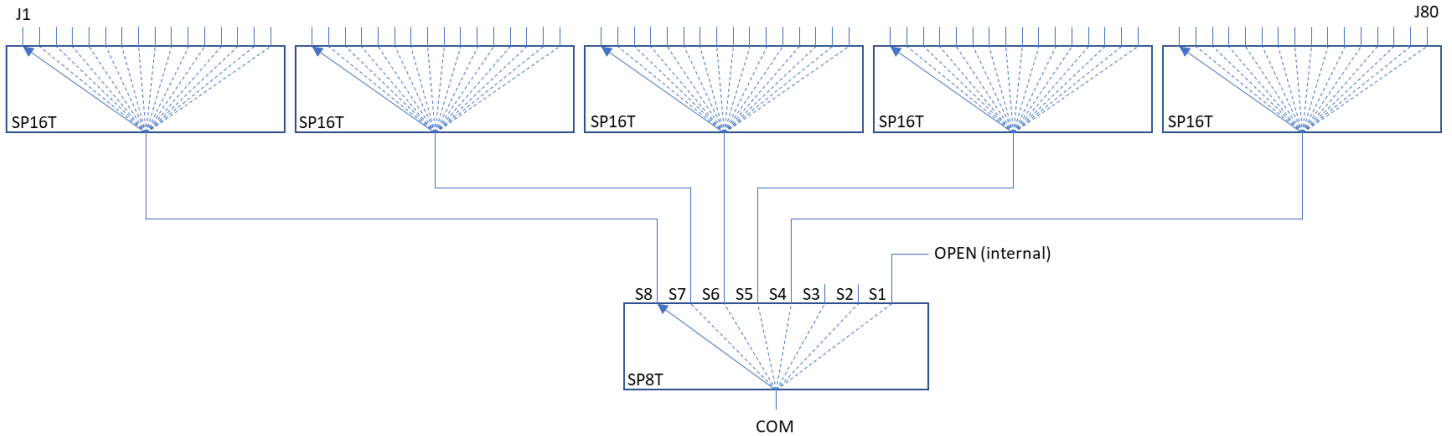 J1
J80
SP16T
SP16T
SP16T
SP16T
SP16T
OPEN (internal)
S8 S7 S6 S5 S4 S3 S2 S1
SP8T
COM